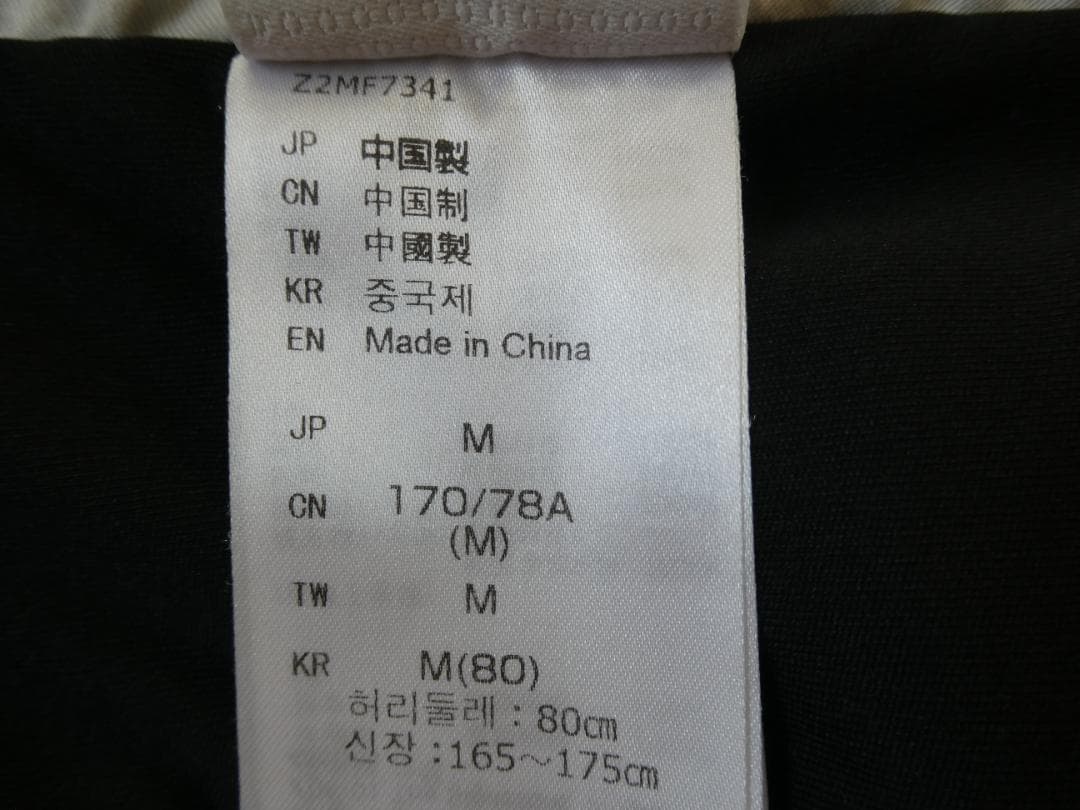 Z2MF7341
JP 中国製
CN 中国制
TW 中國製
KR 중국제
EN Made in China
JP M
CN 170/78A
(M)
TW M
KR M(80)
허리둘레 : 80㎝
신장 :165～175㎝